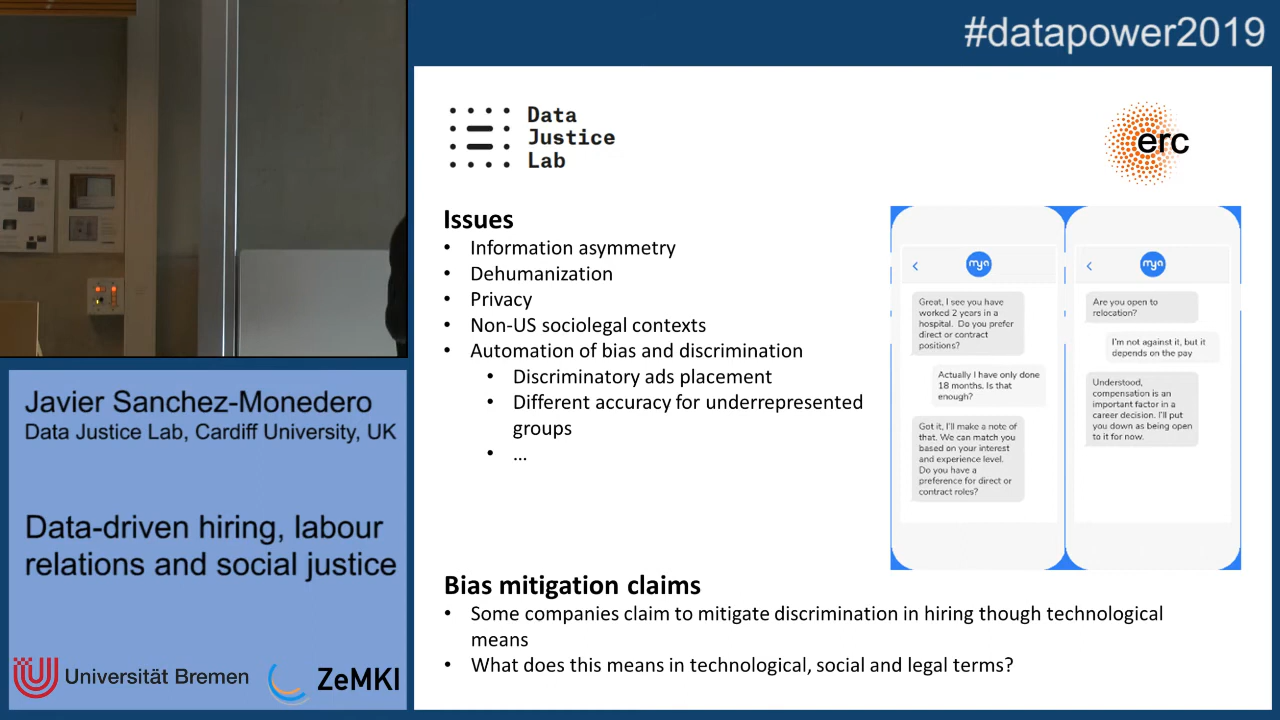 #datapower2019
Data
Justice
Lab
erc
Issues
• Information asymmetry
• Dehumanization
• Privacy
• Non-US sociolegal contexts
• Automation of bias and discrimination
• Discriminatory ads placement
• Different accuracy for underrepresented
groups
• ...
mya
Great, I see you have
worked 2 years in a
hospital. Do you prefer
direct or contract
positions?
Actually I have only done
18 months. Is that
enough?
Got it, I'll make a note of
that. We can match you
based on your interest
and experience level.
Do you have a
preference for direct or
contract roles?
mya
Are you open to
relocation?
I'm not against it, but it
depends on the pay
Understood,
compensation is an
important factor in a
career decision. I'll put
you down as being open
to it for now.
Bias mitigation claims
• Some companies claim to mitigate discrimination in hiring though technological
means
• What does this means in technological, social and legal terms?
Javier Sanchez-Monedero
Data Justice Lab, Cardiff University, UK
Data-driven hiring, labour
relations and social justice
Universität Bremen
ZeMKI